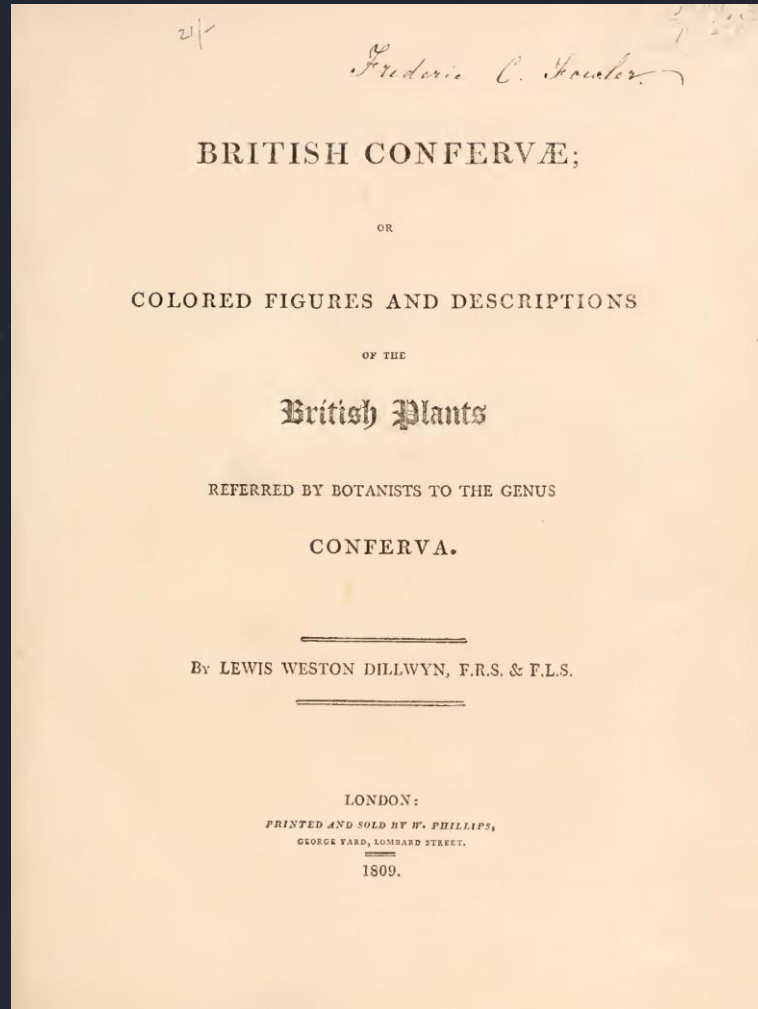 21/-
Frederic C. Fowler.
BRITISH CONFERVÆ;
OR
COLORED FIGURES AND DESCRIPTIONS
OF THE
British Plants
REFERRED BY BOTANISTS TO THE GENUS
CONFERVA.
By LEWIS WESTON DILLWYN, F.R.S. & F.L.S.
LONDON:
PRINTED AND SOLD BY W. PHILLIPS,
GEORGE YARD, LOMBARD STREET.
1809.